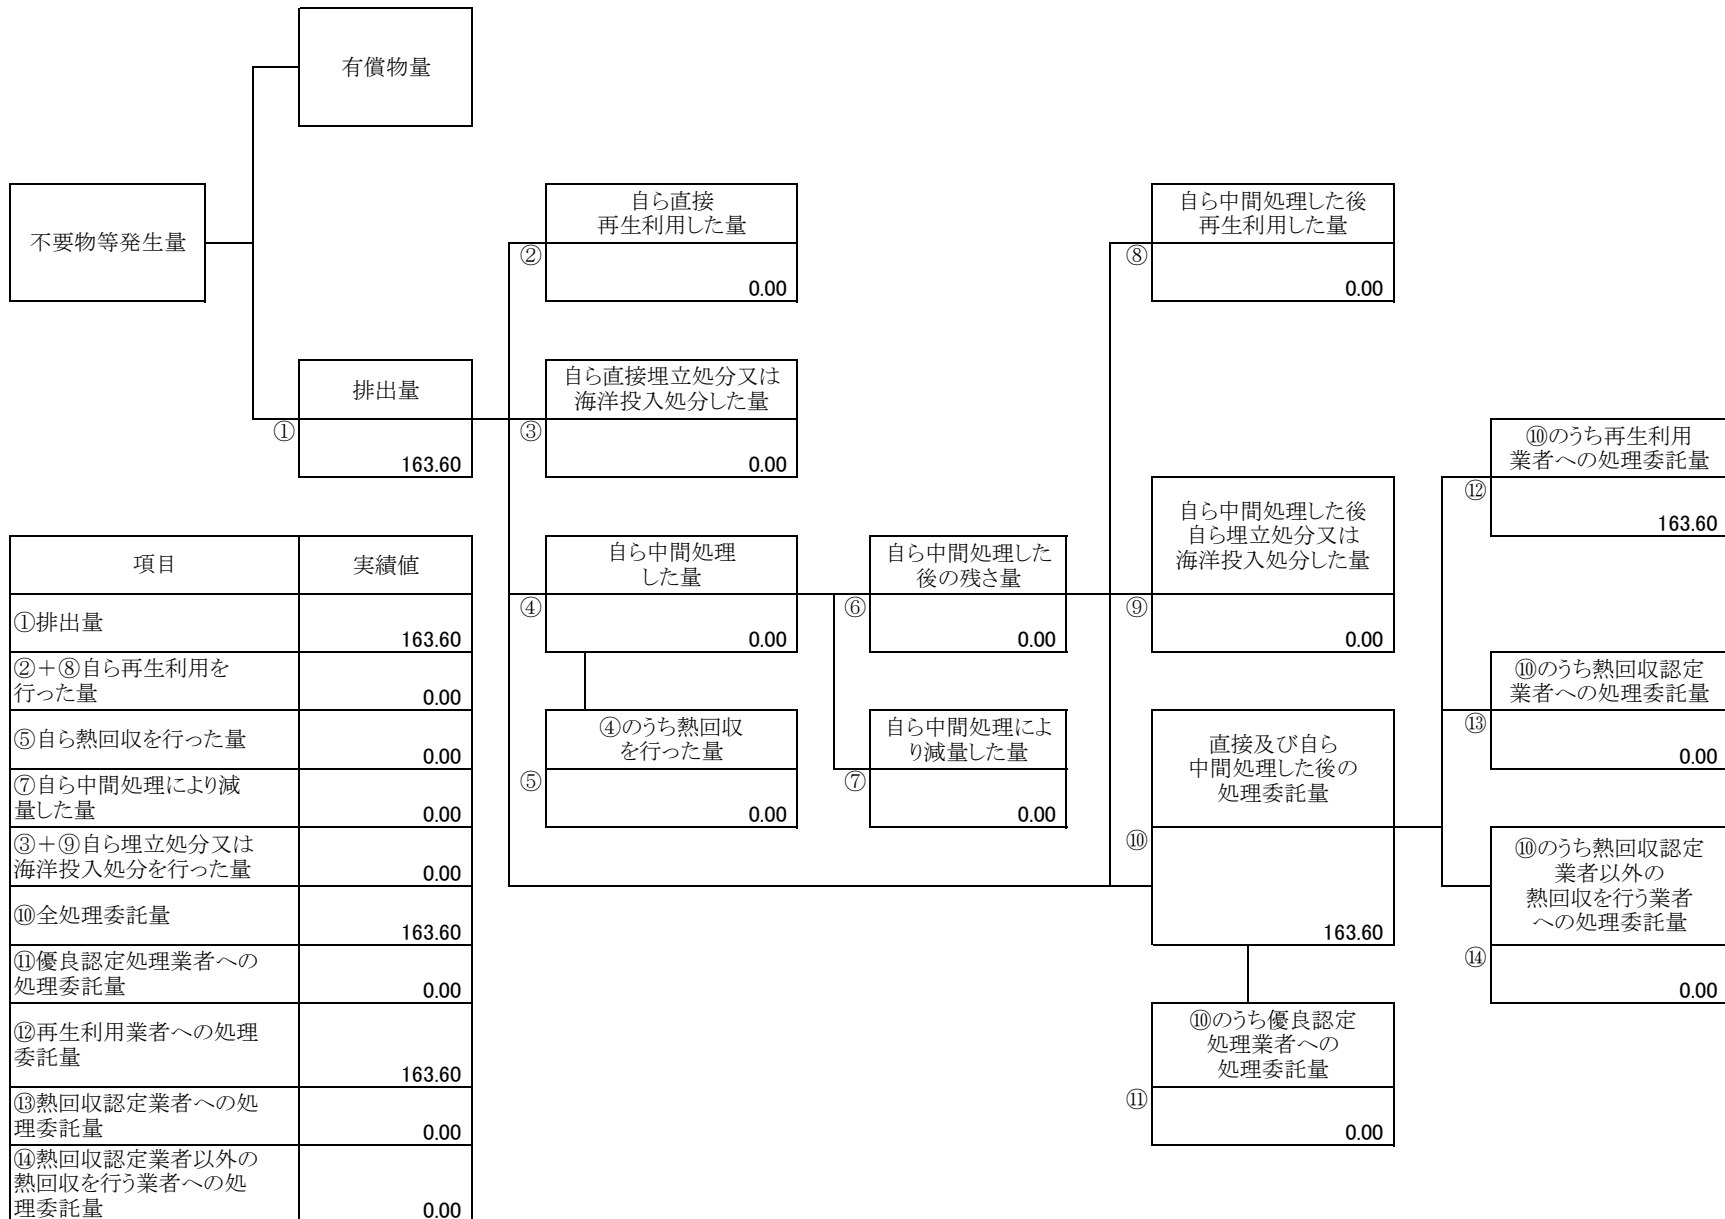 有償物量
不要物等発生量
排出量
①
163.60
自ら直接
再生利用した量
②
0.00
自ら直接埋立処分又は
海洋投入処分した量
③
0.00
自ら中間処理
した量
④
0.00
④のうち熱回収
を行った量
⑤
0.00
自ら中間処理した
後の残さ量
⑥
0.00
自ら中間処理によ
り減量した量
⑦
0.00
自ら中間処理した後
再生利用した量
⑧
0.00
自ら中間処理した後
自ら埋立処分又は
海洋投入処分した量
⑨
0.00
直接及び自ら
中間処理した後の
処理委託量
⑩
163.60
⑩のうち優良認定
処理業者への
処理委託量
⑪
0.00
⑩のうち再生利用
業者への処理委託量
⑫
163.60
⑩のうち熱回収認定
業者への処理委託量
⑬
0.00
⑩のうち熱回収認定
業者以外の
熱回収を行う業者
への処理委託量
⑭
0.00
項目 実績値
①排出量
163.60
②＋⑧自ら再生利用を
行った量
0.00
⑤自ら熱回収を行った量
0.00
⑦自ら中間処理により減
量した量
0.00
③＋⑨自ら埋立処分又は
海洋投入処分を行った量
0.00
⑩全処理委託量
163.60
⑪優良認定処理業者への
処理委託量
0.00
⑫再生利用業者への処理
委託量
163.60
⑬熱回収認定業者への処
理委託量
0.00
⑭熱回収認定業者以外の
熱回収を行う業者への処
理委託量
0.00